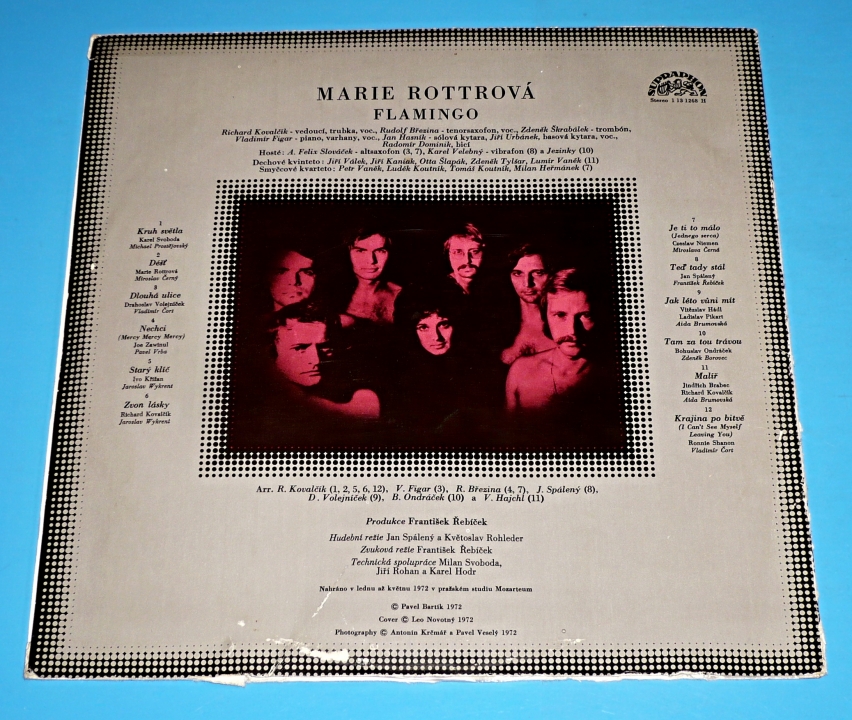 MARIE ROTTROVÁ
FLAMINGO
SUPRAPHON
Stereo 1 13 1268 H
Richard Kovalčík - vedoucí, trubka, voc., Rudolf Březina - tenorsaxofon, voc., Zdeněk Škrabálek - trombón,
Vladimír Figar - piano, varhany, voc., Jan Hasník - sólová kytara, Jiří Urbánek, basová kytara, voc.,
Radomír Dominik, bicí
Hosté: A. Felix Slováček - altsaxofon (3, 7), Karel Velebný - vibrafon (8) a Jezinky (10)
Dechové kvinteto: Jiří Válek, Jiří Kaniak, Otta Šlapák, Zdeněk Tylšar, Lumír Vaněk (11)
Smyčcové kvarteto: Petr Vaněk, Luděk Koutník, Tomáš Koutník, Milan Heřmánek (7)
1
Kruh světla
Karel Svoboda
Michael Prostějovský
2
Déšť
Marie Rottrová
Miroslav Černý
3
Dlouhá ulice
Drahoslav Volejníček
Vladimír Čort
4
Nechci
(Mercy Mercy Mercy)
Joe Zawinul
Pavel Vrba
5
Starý klíč
Ivo Křižan
Jaroslav Wykrent
6
Zvon lásky
Richard Kovalčík
Jaroslav Wykrent
7
Je ti to málo
(Jednego serca)
Czeslaw Niemen
Miroslava Černá
8
Teď tady stál
Jan Spálený
František Řebíček
9
Jak léto vůni mít
Vítězslav Hádl
Ladislav Pikart
Aida Brumovská
10
Tam za tou trávou
Bohuslav Ondráček
Zdeněk Borovec
11
Malíř
Jindřich Brabec
Richard Kovalčík
Aida Brumovská
12
Krajina po bitvě
(I Can't See Myself
Leaving You)
Ronnie Shanon
Vladimír Čort
Arr. R. Kovalčík (1, 2, 5, 6, 12), V. Figar (3), R. Březina (4, 7), J. Spálený (8),
D. Volejníček (9), B. Ondráček (10) a V. Hajchl (11)
Produkce František Řebíček
Hudební režie Jan Spálený a Květoslav Rohleder
Zvuková režie František Řebíček
Technická spolupráce Milan Svoboda,
Jiří Rohan a Karel Hodr
Nahráno v lednu až květnu 1972 v pražském studiu Mozarteum
© Pavel Bartík 1972
Cover © Leo Novotný 1972
Photography © Antonín Krčmář a Pavel Veselý 1972